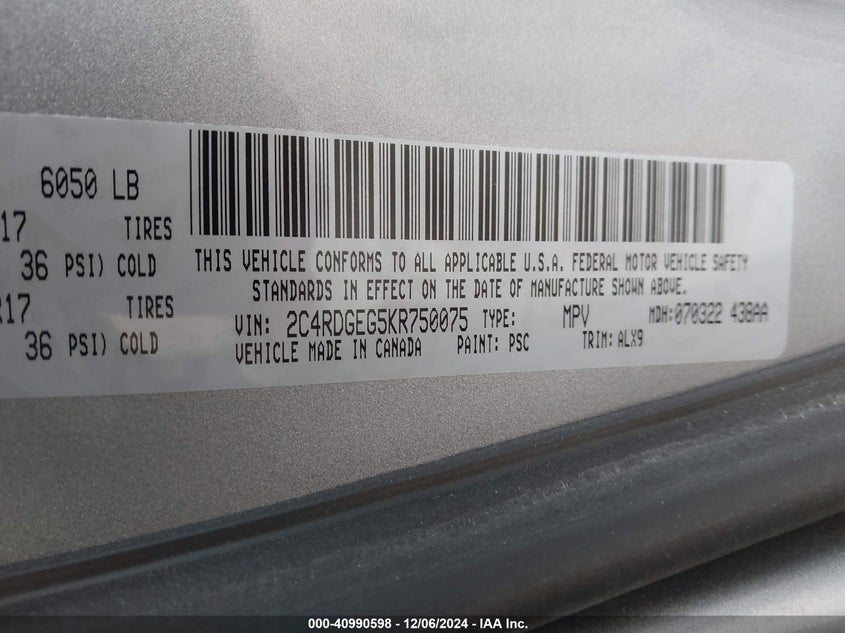 6050 LB
17 TIRES
36 PSI) COLD
R17 TIRES
36 PSI) COLD
THIS VEHICLE CONFORMS TO ALL APPLICABLE U.S.A. FEDERAL MOTOR VEHICLE SAFETY
STANDARDS IN EFFECT ON THE DATE OF MANUFACTURE SHOWN ABOVE.
VIN: 2C4RDGEG5KR750075 TYPE: MPV MDH:070322 438AA
VEHICLE MADE IN CANADA PAINT: PSC TRIM: ALX9
000-40990598 - 12/06/2024 - IAA Inc.